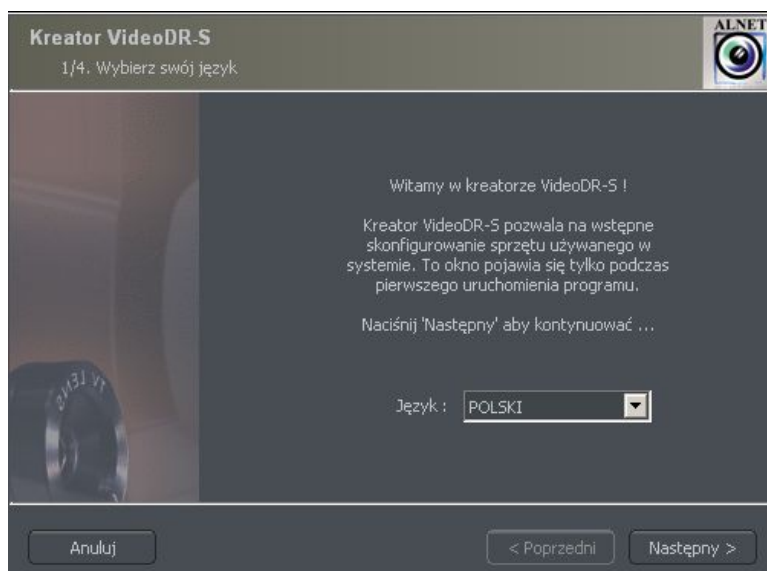 Kreator VideoDR-S
1/4. Wybierz swój język
ALNET
Witamy w kreatorze VideoDR-S !
Kreator VideoDR-S pozwala na wstępne
skonfigurowanie sprzętu używanego w
systemie. To okno pojawia się tylko podczas
pierwszego uruchomienia programu.
Naciśnij 'Następny' aby kontynuować ...
Język : POLSKI
TV LENS
Anuluj
< Poprzedni
Następny >